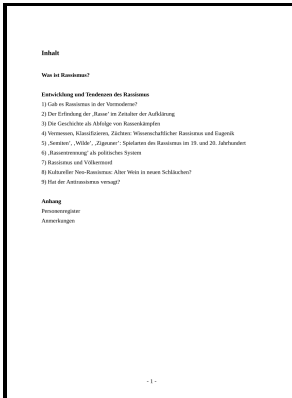 Inhalt
Was ist Rassismus?
Entwicklung und Tendenzen des Rassismus
1) Gab es Rassismus in der Vormoderne?
2) Der Erfindung der ‚Rasse’ im Zeitalter der Aufklärung
3) Die Geschichte als Abfolge von Rassenkämpfen
4) Vermessen, Klassifizieren, Züchten: Wissenschaftlicher Rassismus und Eugenik
5) ‚Semiten’, ‚Wilde’, ‚Zigeuner’: Spielarten des Rassismus im 19. und 20. Jahrhundert
6) ‚Rassentrennung’ als politisches System
7) Rassismus und Völkermord
8) Kultureller Neo-Rassismus: Alter Wein in neuen Schläuchen?
9) Hat der Antirassismus versagt?
Anhang
Personenregister
Anmerkungen
- 1 -